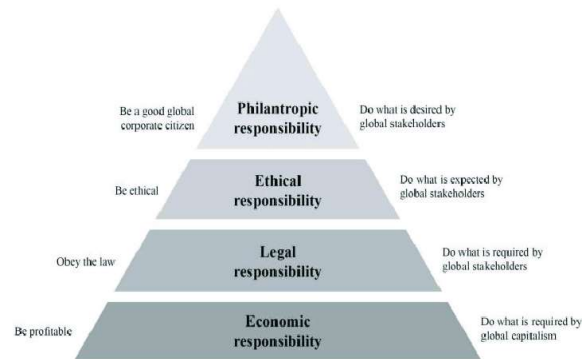 Be a good global
corporate citizen
Philantropic
responsibility
Do what is desired by
global stakeholders
Be ethical
Ethical
responsibility
Do what is expected by
global stakeholders
Obey the law
Legal
responsibility
Do what is required by
global stakeholders
Be profitable
Economic
responsibility
Do what is required by
global capitalism